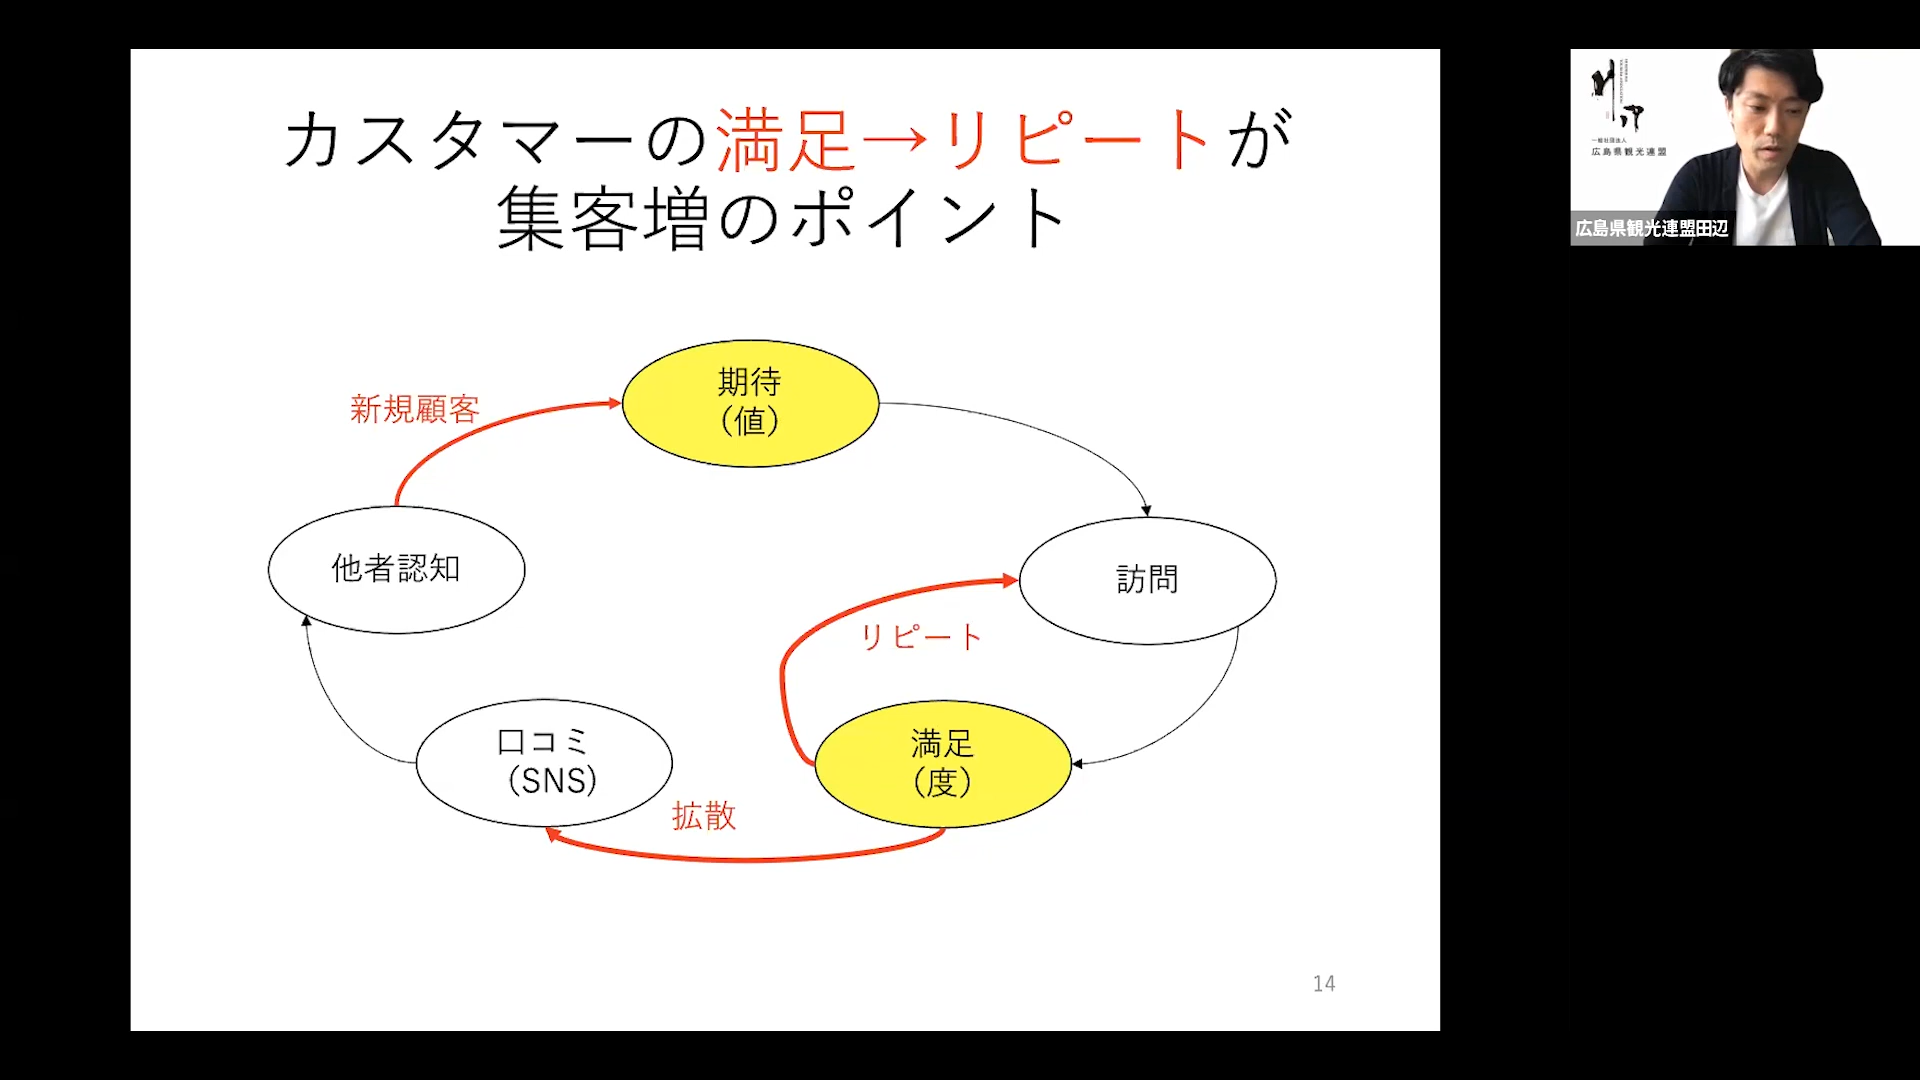 カスタマーの満足→リピートが
集客増のポイント
期待
（値）
新規顧客
他者認知
訪問
リピート
口コミ
（SNS）
満足
（度）
拡散
14
一般社団法人
広島県観光連盟
広島県観光連盟田辺